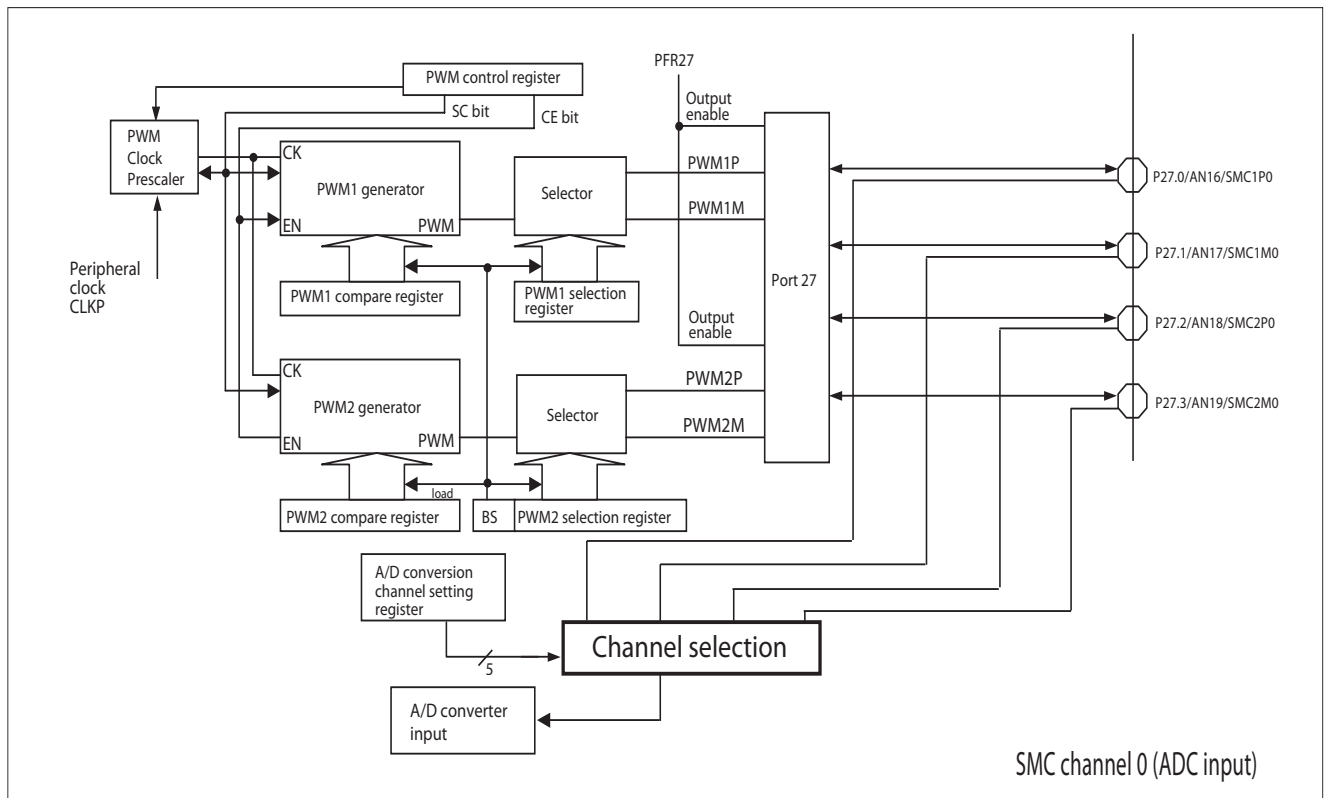 PWM control register
SC bit
CE bit
PFR27
Output
enable
PWM
Clock
Prescaler
CK
PWM1 generator
EN
PWM
Selector
PWM1P
PWM1M
Port 27
P27.0/AN16/SMC1P0
P27.1/AN17/SMC1M0
P27.2/AN18/SMC2P0
P27.3/AN19/SMC2M0
Peripheral
clock
CLKP
PWM1 compare register
PWM1 selection
register
Output
enable
CK
PWM2 generator
EN
PWM
Selector
PWM2P
PWM2M
load
PWM2 compare register
BS
PWM2 selection register
A/D conversion
channel setting
register
5
Channel selection
A/D converter
input
SMC channel 0 (ADC input)